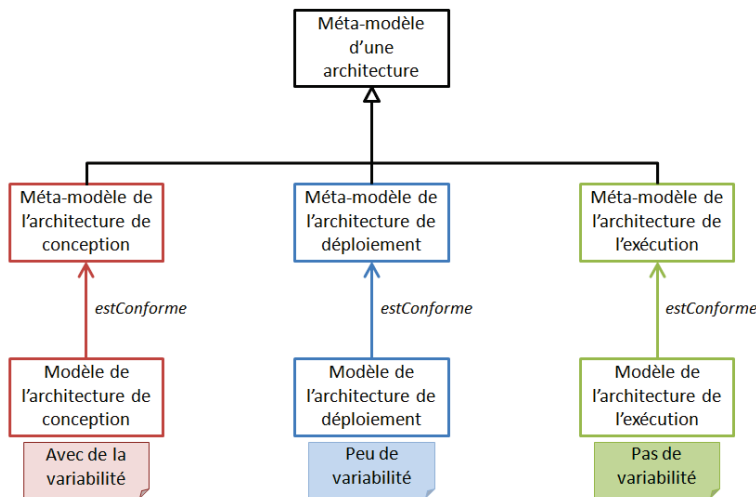 Méta-modèle
d'une
architecture
Méta-modèle de
l'architecture de
conception
Méta-modèle de
l'architecture de
déploiement
Méta-modèle de
l'architecture de
l'exécution
estConforme
estConforme
estConforme
Modèle de
l'architecture de
conception
Modèle de
l'architecture de
déploiement
Modèle de
l'architecture de
l'exécution
Avec de la
variabilité
Peu de
variabilité
Pas de
variabilité